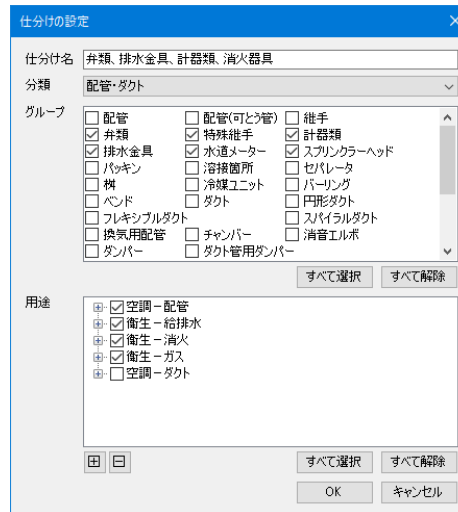 仕分けの設定
仕分け名 弁類、排水金具、計器類、消火器具
分類 配管・ダクト
グループ 配管 配管(可とう管) 継手
弁類 特殊継手 計器類
排水金具 水道メーター スプリンクラーヘッド
パッキン 溶接箇所 セパレータ
桝 冷媒ユニット バーリング
ベンド ダクト 円形ダクト
フレキシブルダクト スパイラルダクト
換気用配管 チャンバー 消音エルボ
ダンパー ダクト管用ダンパー
すべて選択 すべて解除
用途 空調－配管
衛生－給排水
衛生－消火
衛生－ガス
空調－ダクト
すべて選択 すべて解除
OK キャンセル